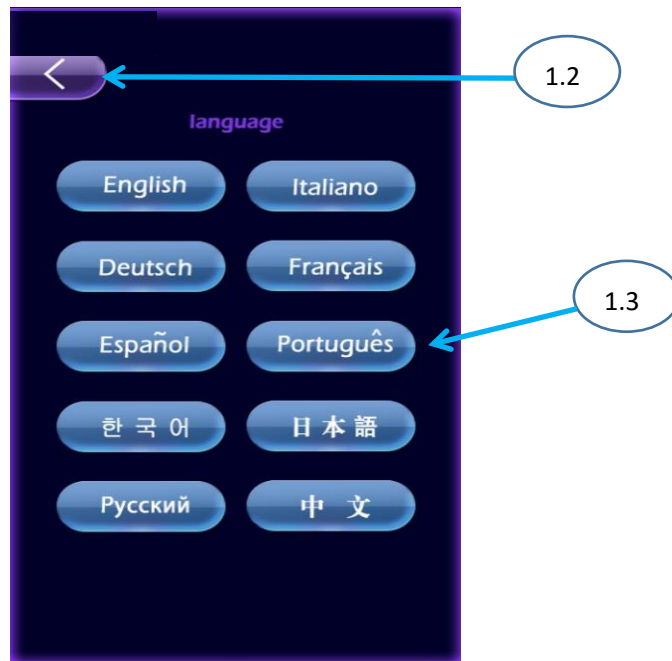 1.2
language
English Italiano
Deutsch Français
Español Português
1.3
한 국 어 日 本 語
Русский 中 文